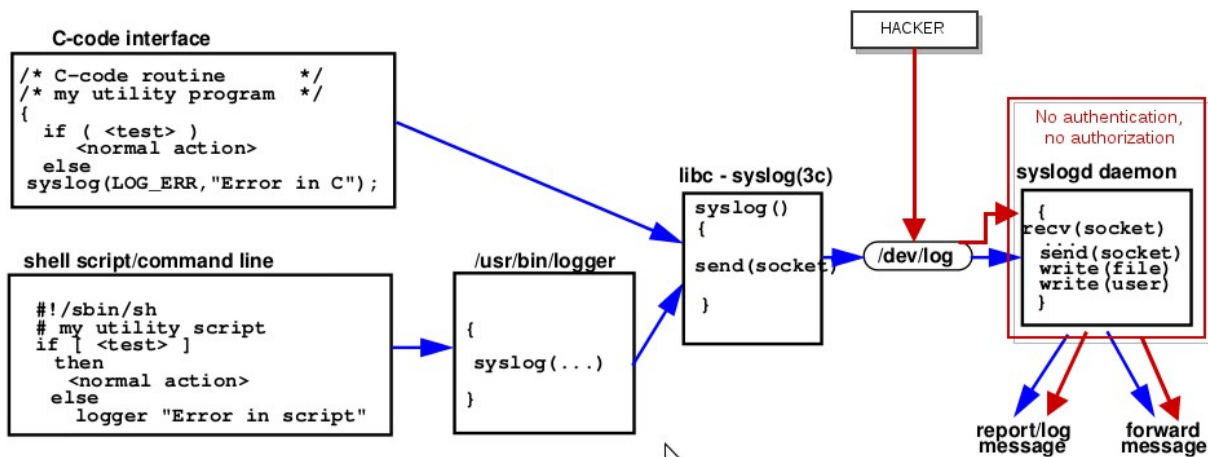 C-code interface
/* C-code routine */
/* my utility program */
{
if ( <test> )
<normal action>
else
syslog(LOG_ERR,"Error in C");
shell script/command line
#!/sbin/sh
# my utility script
if [ <test> ]
then
<normal action>
else
logger "Error in script"
/usr/bin/logger
{
syslog(...)
}
libc - syslog(3c)
syslog()
{
send(socket)
}
HACKER
/dev/log
No authentication,
no authorization
syslogd daemon
{
recv(socket)
...
send(socket)
write(file)
write(user)
}
report/log
message
forward
message